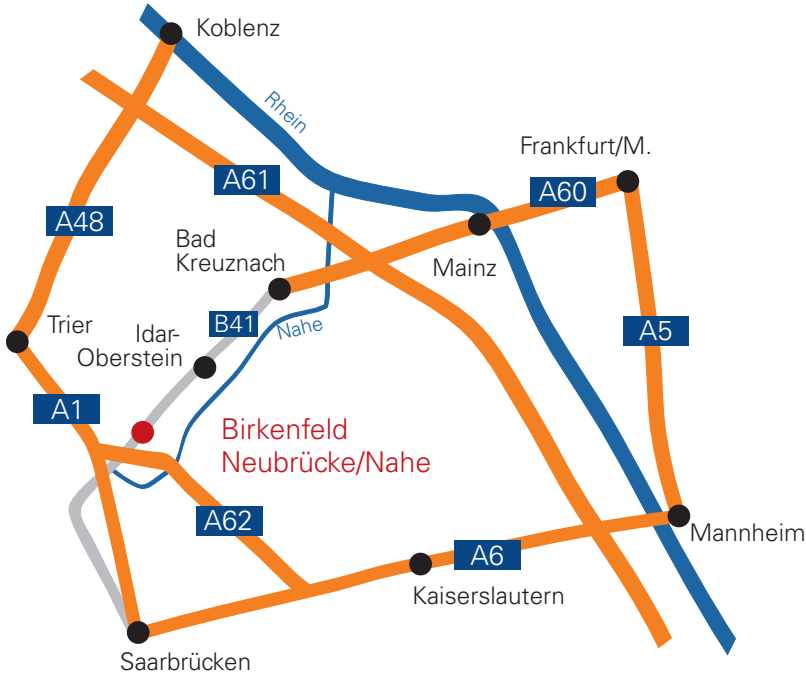 Koblenz
Rhein
Frankfurt/M.
A61
A60
A48
Bad
Kreuznach
Mainz
Trier
Idar-
Oberstein
B41
Nahe
A5
A1
Birkenfeld
Neubrücke/Nahe
A62
Mannheim
A6
Kaiserslautern
Saarbrücken